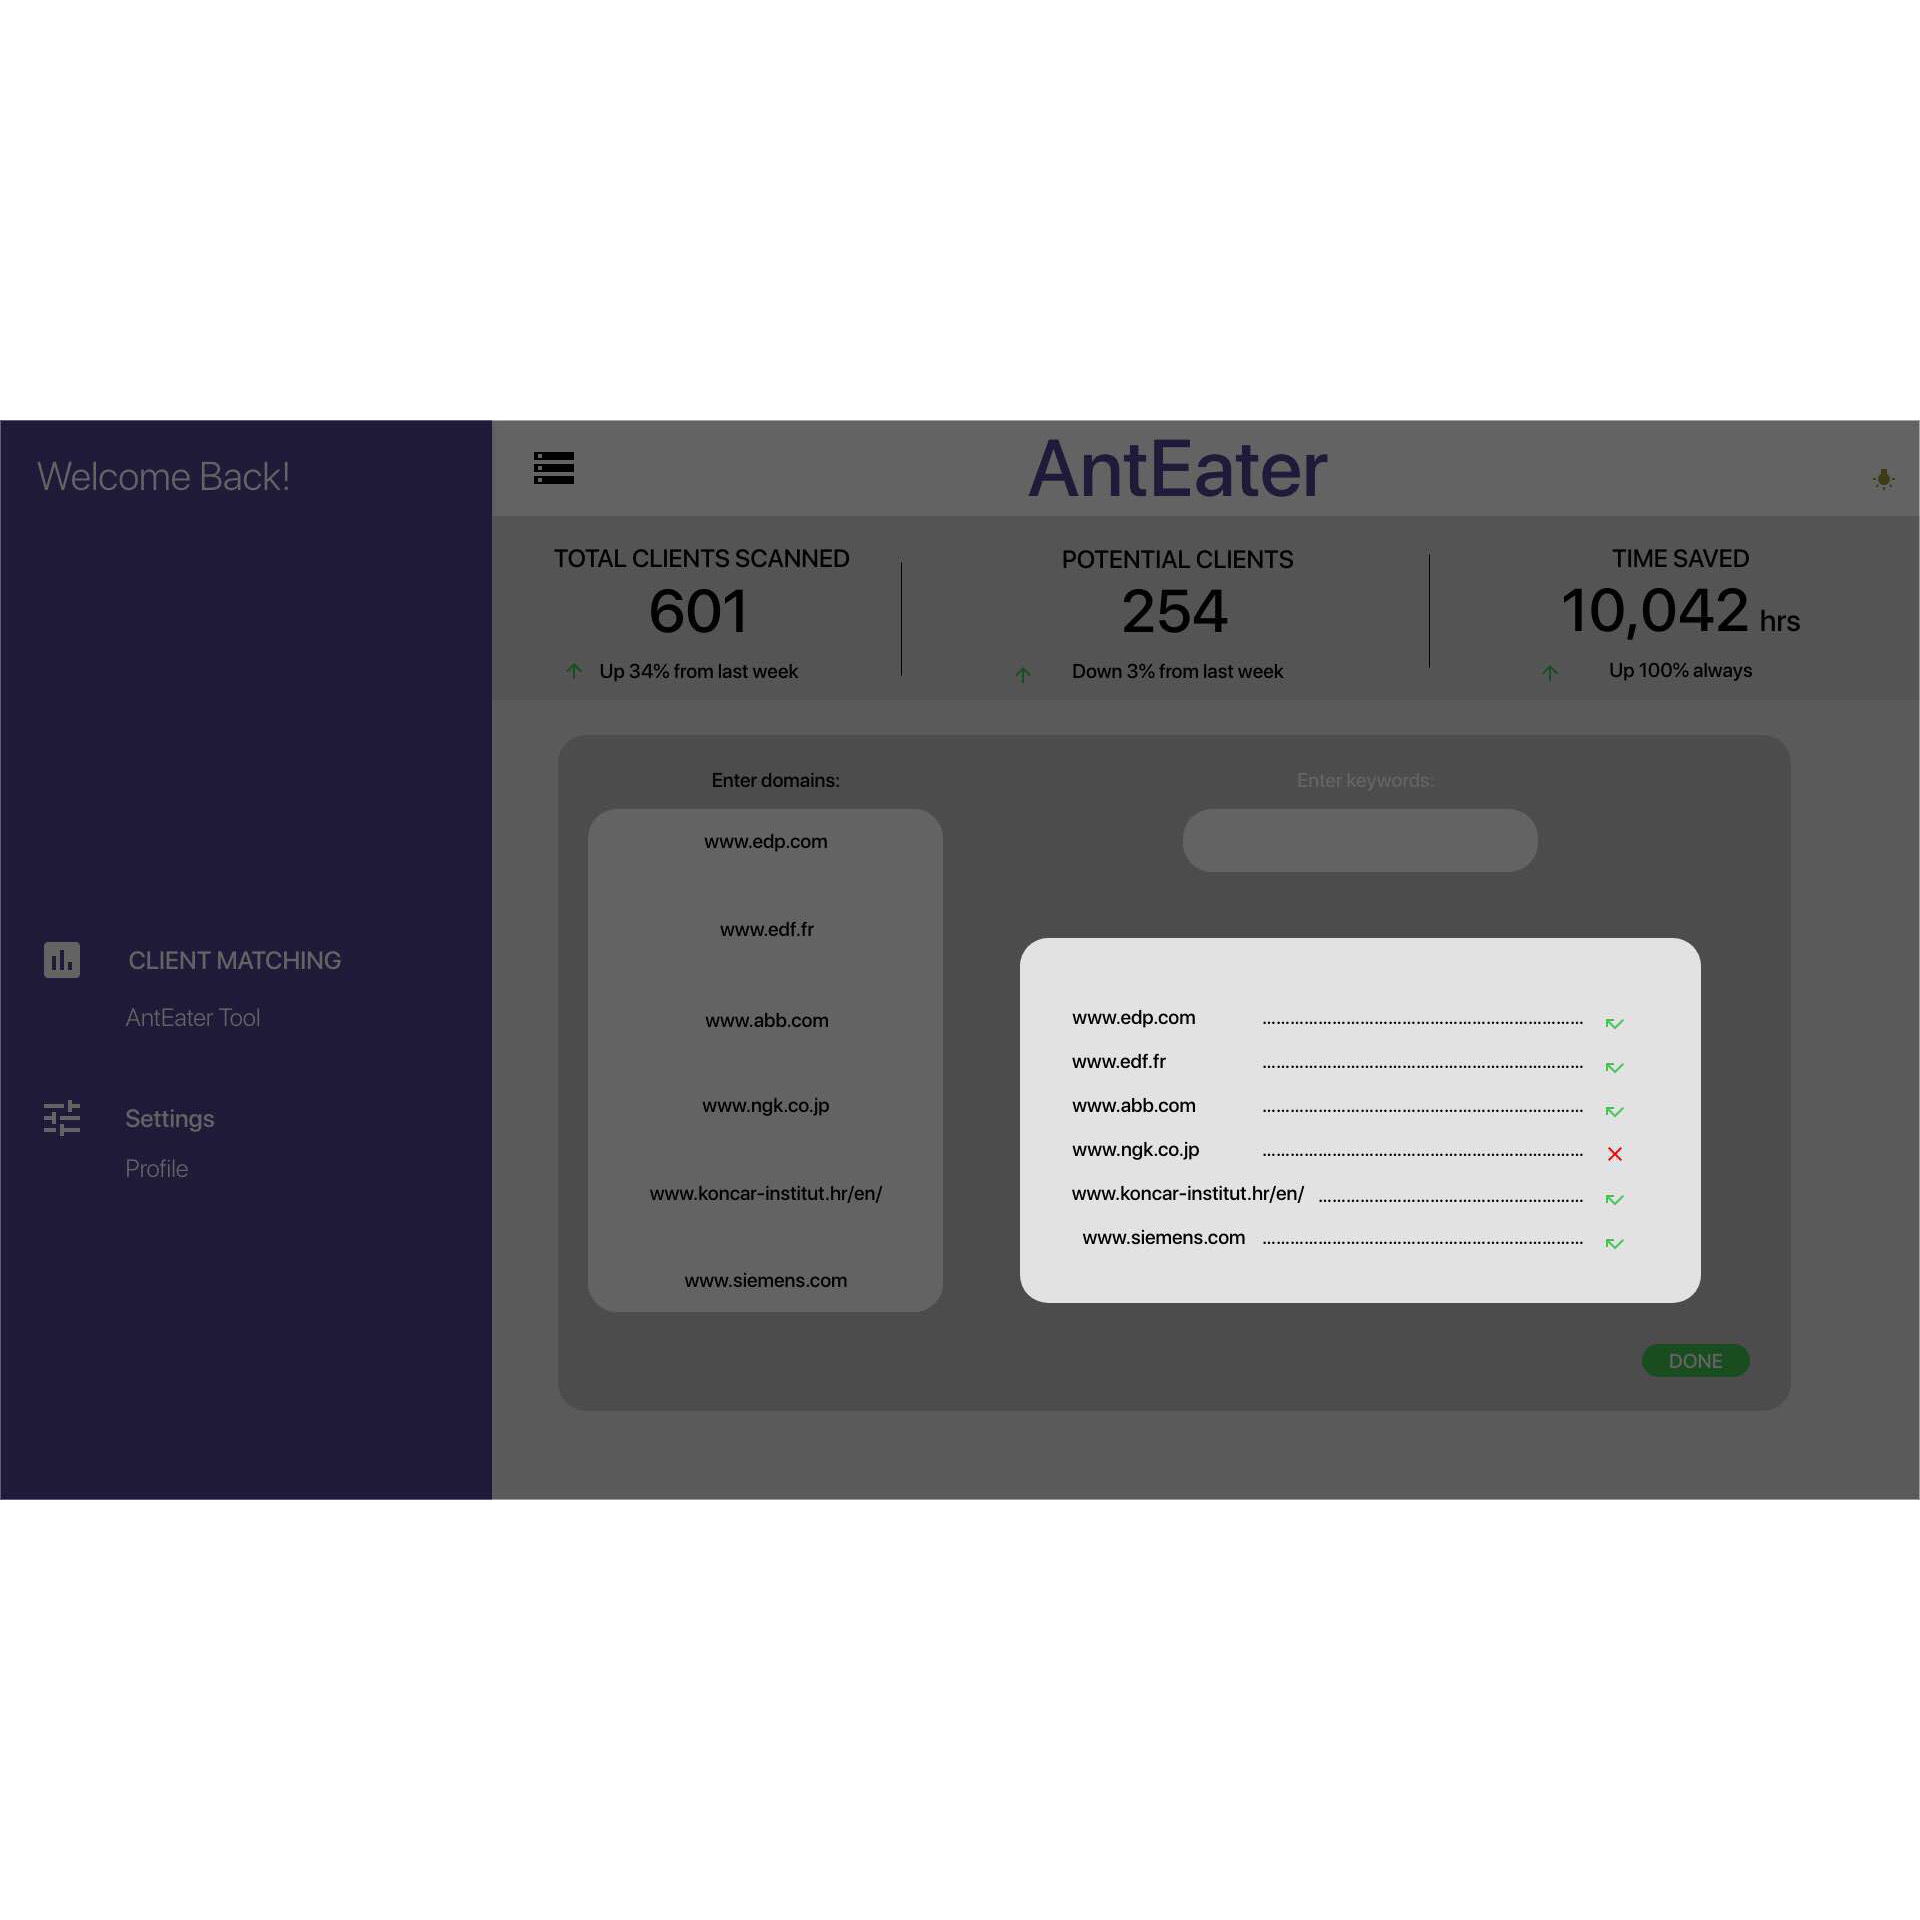 Welcome Back!
AntEater
TOTAL CLIENTS SCANNED
601
Up 34% from last week
POTENTIAL CLIENTS
254
Down 3% from last week
TIME SAVED
10,042 hrs
Up 100% always
CLIENT MATCHING
AntEater Tool
Settings
Profile
Enter domains:
www.edp.com
www.edf.fr
www.abb.com
www.ngk.co.jp
www.koncar-institut.hr/en/
www.siemens.com
Enter keywords:
www.edp.com ......................................................................
www.edf.fr ......................................................................
www.abb.com ......................................................................
www.ngk.co.jp ......................................................................
www.koncar-institut.hr/en/ .........................................................
www.siemens.com ......................................................................
DONE